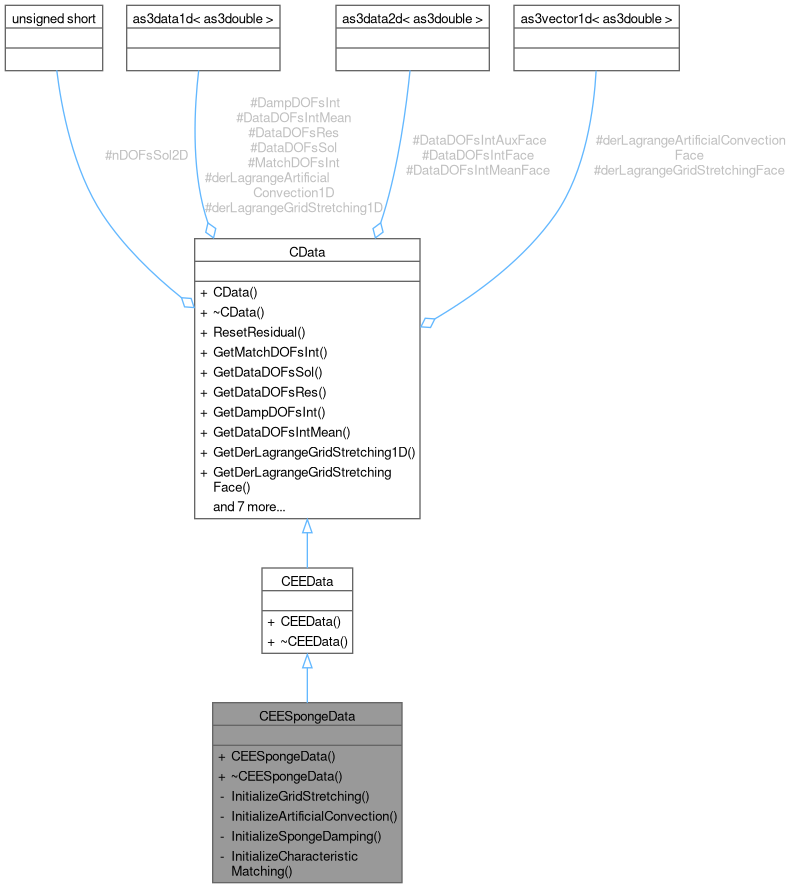 unsigned short
as3data1d< as3double >
as3data2d< as3double >
as3vector1d< as3double >
#nDOFsSol2D
#DampDOFsInt
#DataDOFsIntMean
#DataDOFsRes
#DataDOFsSol
#MatchDOFsInt
#derLagrangeArtificial
Convection1D
#derLagrangeGridStretching1D
#DataDOFsIntAuxFace
#DataDOFsIntFace
#DataDOFsIntMeanFace
#derLagrangeArtificialConvection
Face
#derLagrangeGridStretchingFace
CData
+ CData()
+ ~CData()
+ ResetResidual()
+ GetMatchDOFsInt()
+ GetDataDOFsSol()
+ GetDataDOFsRes()
+ GetDampDOFsInt()
+ GetDataDOFsIntMean()
+ GetDerLagrangeGridStretching1D()
+ GetDerLagrangeGridStretching
Face()
and 7 more...
CEEData
+ CEEData()
+ ~CEEData()
CEESpongeData
+ CEESpongeData()
+ ~CEESpongeData()
- InitializeGridStretching()
- InitializeArtificialConvection()
- InitializeSpongeDamping()
- InitializeCharacteristic
Matching()